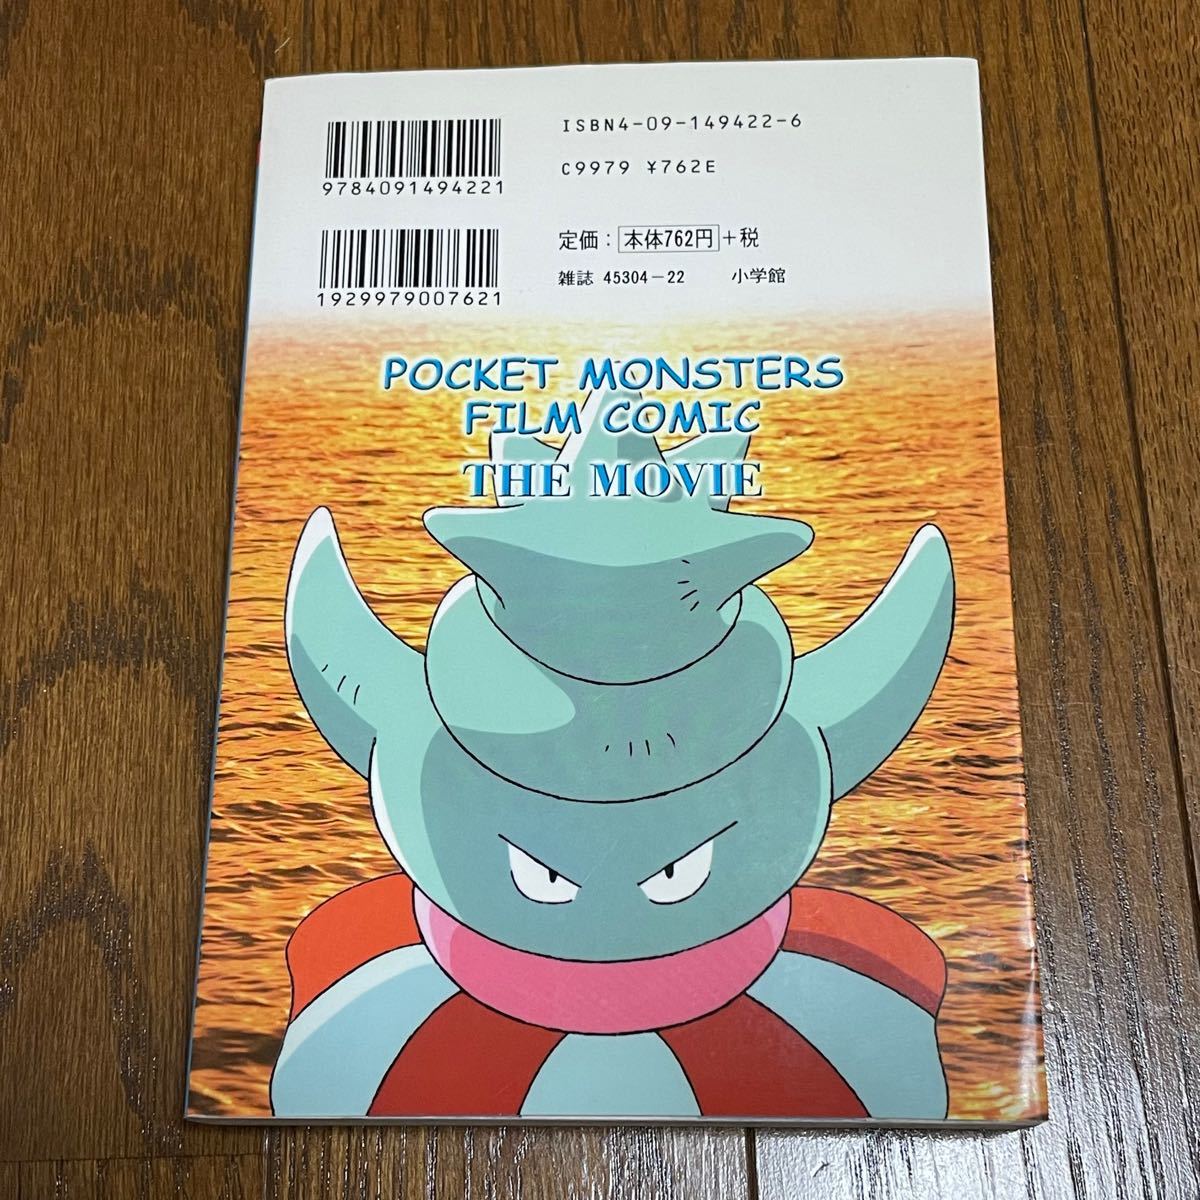 ISBN4-09-149422-6
9784091494221
C9979 ¥762E
定価：本体762円+税
雑誌 45304-22 小学館
1929979007621
POCKET MONSTERS
FILM COMIC
THE MOVIE